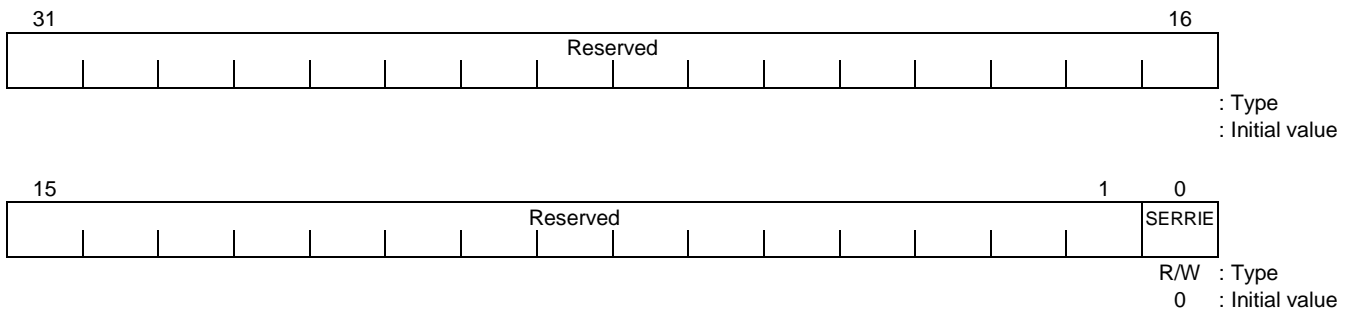 31 16
Reserved
: Type
: Initial value
15 1 0
Reserved SERRIE
R/W : Type
0 : Initial value